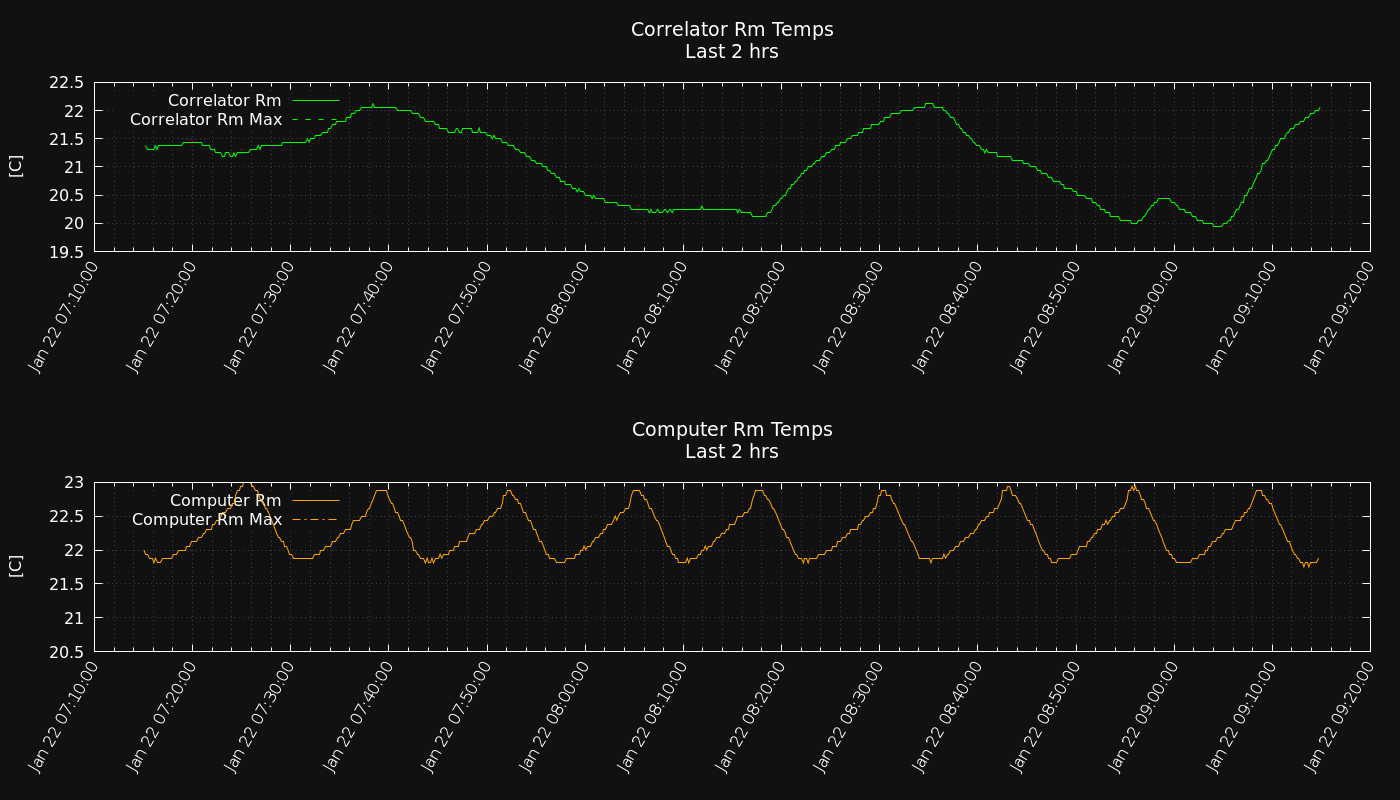 Correlator Rm Temps
Last 2 hrs
22.5
22
21.5
21
20.5
20
19.5
[C]
Correlator Rm
Correlator Rm Max
Jan 22 07:10:00
Jan 22 07:20:00
Jan 22 07:30:00
Jan 22 07:40:00
Jan 22 07:50:00
Jan 22 08:00:00
Jan 22 08:10:00
Jan 22 08:20:00
Jan 22 08:30:00
Jan 22 08:40:00
Jan 22 08:50:00
Jan 22 09:00:00
Jan 22 09:10:00
Jan 22 09:20:00
Computer Rm Temps
Last 2 hrs
23
22.5
22
21.5
21
20.5
[C]
Computer Rm
Computer Rm Max
Jan 22 07:10:00
Jan 22 07:20:00
Jan 22 07:30:00
Jan 22 07:40:00
Jan 22 07:50:00
Jan 22 08:00:00
Jan 22 08:10:00
Jan 22 08:20:00
Jan 22 08:30:00
Jan 22 08:40:00
Jan 22 08:50:00
Jan 22 09:00:00
Jan 22 09:10:00
Jan 22 09:20:00